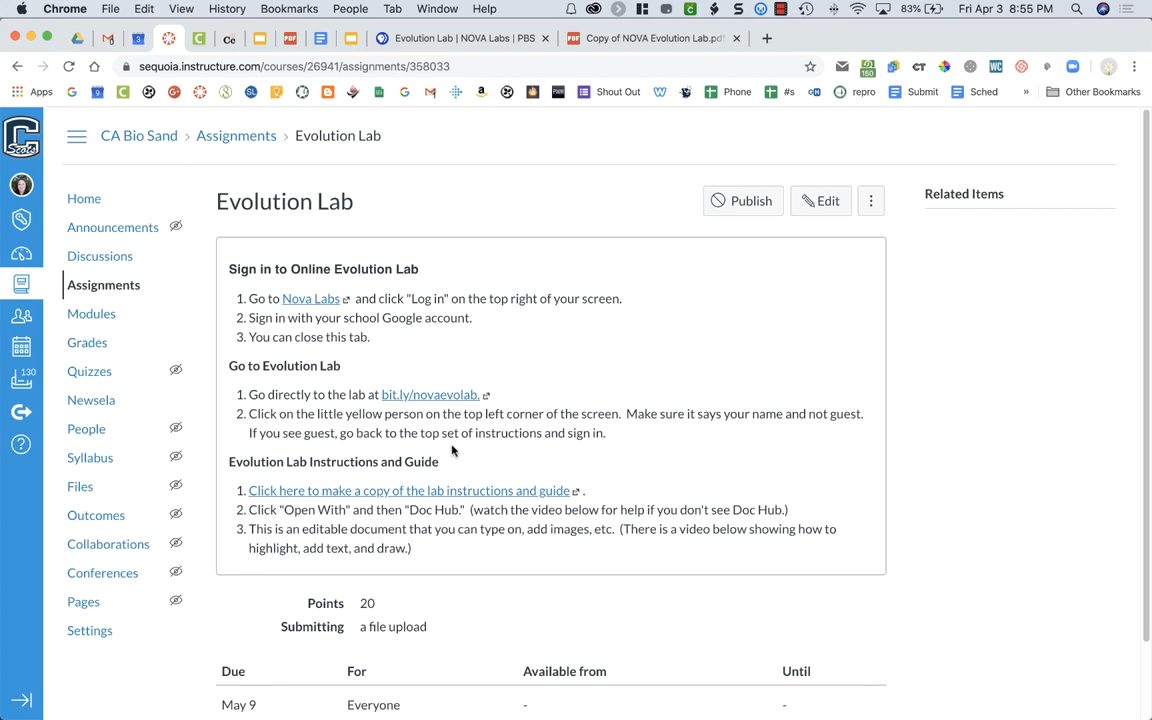 Chrome File Edit View History Bookmarks People Tab Window Help 83% Fri Apr 3 8:55 PM
Evolution Lab | NOVA Labs | PBS Copy of NOVA Evolution Lab.pdf
sequoia.instructure.com/courses/26941/assignments/358033 150
Apps Shout Out Phone #s repro Submit Sched » Other Bookmarks
CA Bio Sand › Assignments › Evolution Lab
Home
Announcements
Discussions
Assignments
Modules
Grades
Quizzes
Newsela
People
Syllabus
Files
Outcomes
Collaborations
Conferences
Pages
Settings
130
Evolution Lab
Publish Edit
Related Items
Sign in to Online Evolution Lab
1. Go to Nova Labs and click "Log in" on the top right of your screen.
2. Sign in with your school Google account.
3. You can close this tab.
Go to Evolution Lab
1. Go directly to the lab at bit.ly/novaevolab.
2. Click on the little yellow person on the top left corner of the screen. Make sure it says your name and not guest.
If you see guest, go back to the top set of instructions and sign in.
Evolution Lab Instructions and Guide
1. Click here to make a copy of the lab instructions and guide .
2. Click "Open With" and then "Doc Hub." (watch the video below for help if you don't see Doc Hub.)
3. This is an editable document that you can type on, add images, etc. (There is a video below showing how to
highlight, add text, and draw.)
Points 20
Submitting a file upload
Due For Available from Until
May 9 Everyone - -